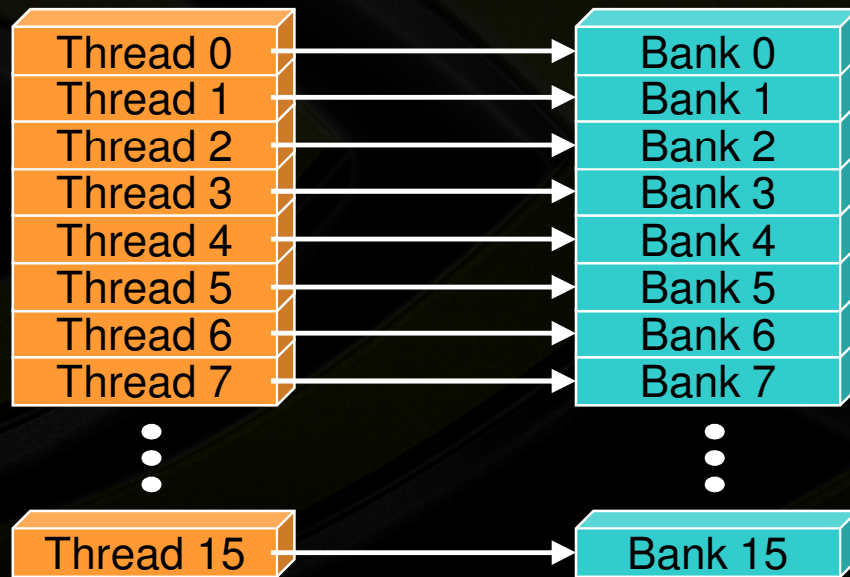 Thread 0
Bank 0
Thread 1
Bank 1
Thread 2
Bank 2
Thread 3
Bank 3
Thread 4
Bank 4
Thread 5
Bank 5
Thread 6
Bank 6
Thread 7
Bank 7
Thread 15
Bank 15